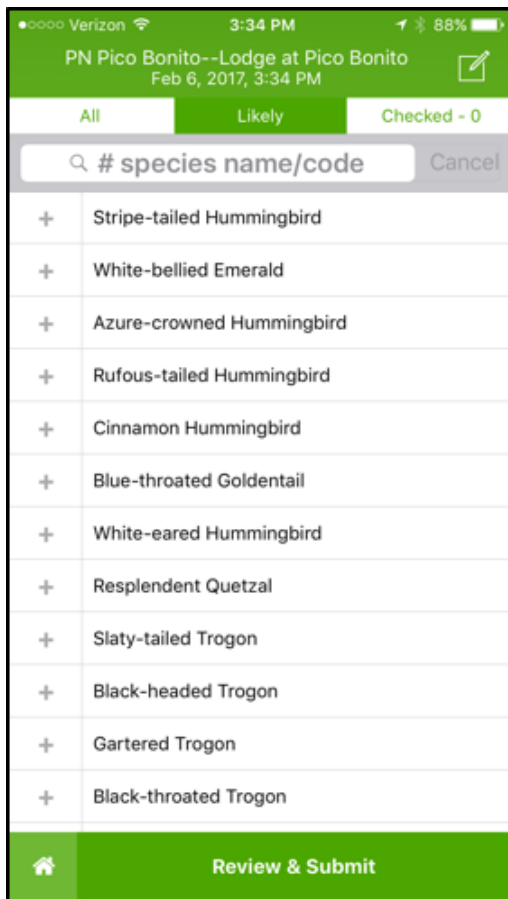 Verizon 3:34 PM 88%
PN Pico Bonito--Lodge at Pico Bonito
Feb 6, 2017, 3:34 PM
All Likely Checked - 0
# species name/code Cancel
+ Stripe-tailed Hummingbird
+ White-bellied Emerald
+ Azure-crowned Hummingbird
+ Rufous-tailed Hummingbird
+ Cinnamon Hummingbird
+ Blue-throated Goldentail
+ White-eared Hummingbird
+ Resplendent Quetzal
+ Slaty-tailed Trogon
+ Black-headed Trogon
+ Gartered Trogon
+ Black-throated Trogon
Review & Submit